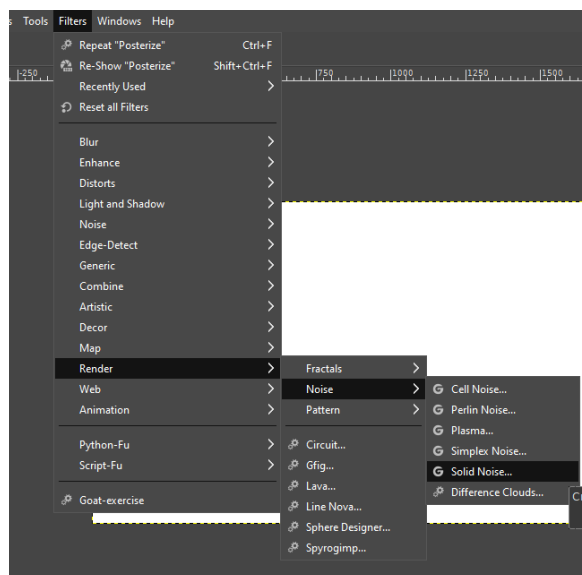 s Tools Filters Windows Help
Repeat "Posterize" Ctrl+F
Re-Show "Posterize" Shift+Ctrl+F
Recently Used
Reset all Filters
-250 750 1000 1250 1500
Blur
Enhance
Distorts
Light and Shadow
Noise
Edge-Detect
Generic
Combine
Artistic
Decor
Map
Render
Web
Animation
Python-Fu
Script-Fu
Goat-exercise
Fractals
Noise
Pattern
Circuit...
Gfig...
Lava...
Line Nova...
Sphere Designer...
Spyrogimp...
Cell Noise...
Perlin Noise...
Plasma...
Simplex Noise...
Solid Noise...
Difference Clouds...